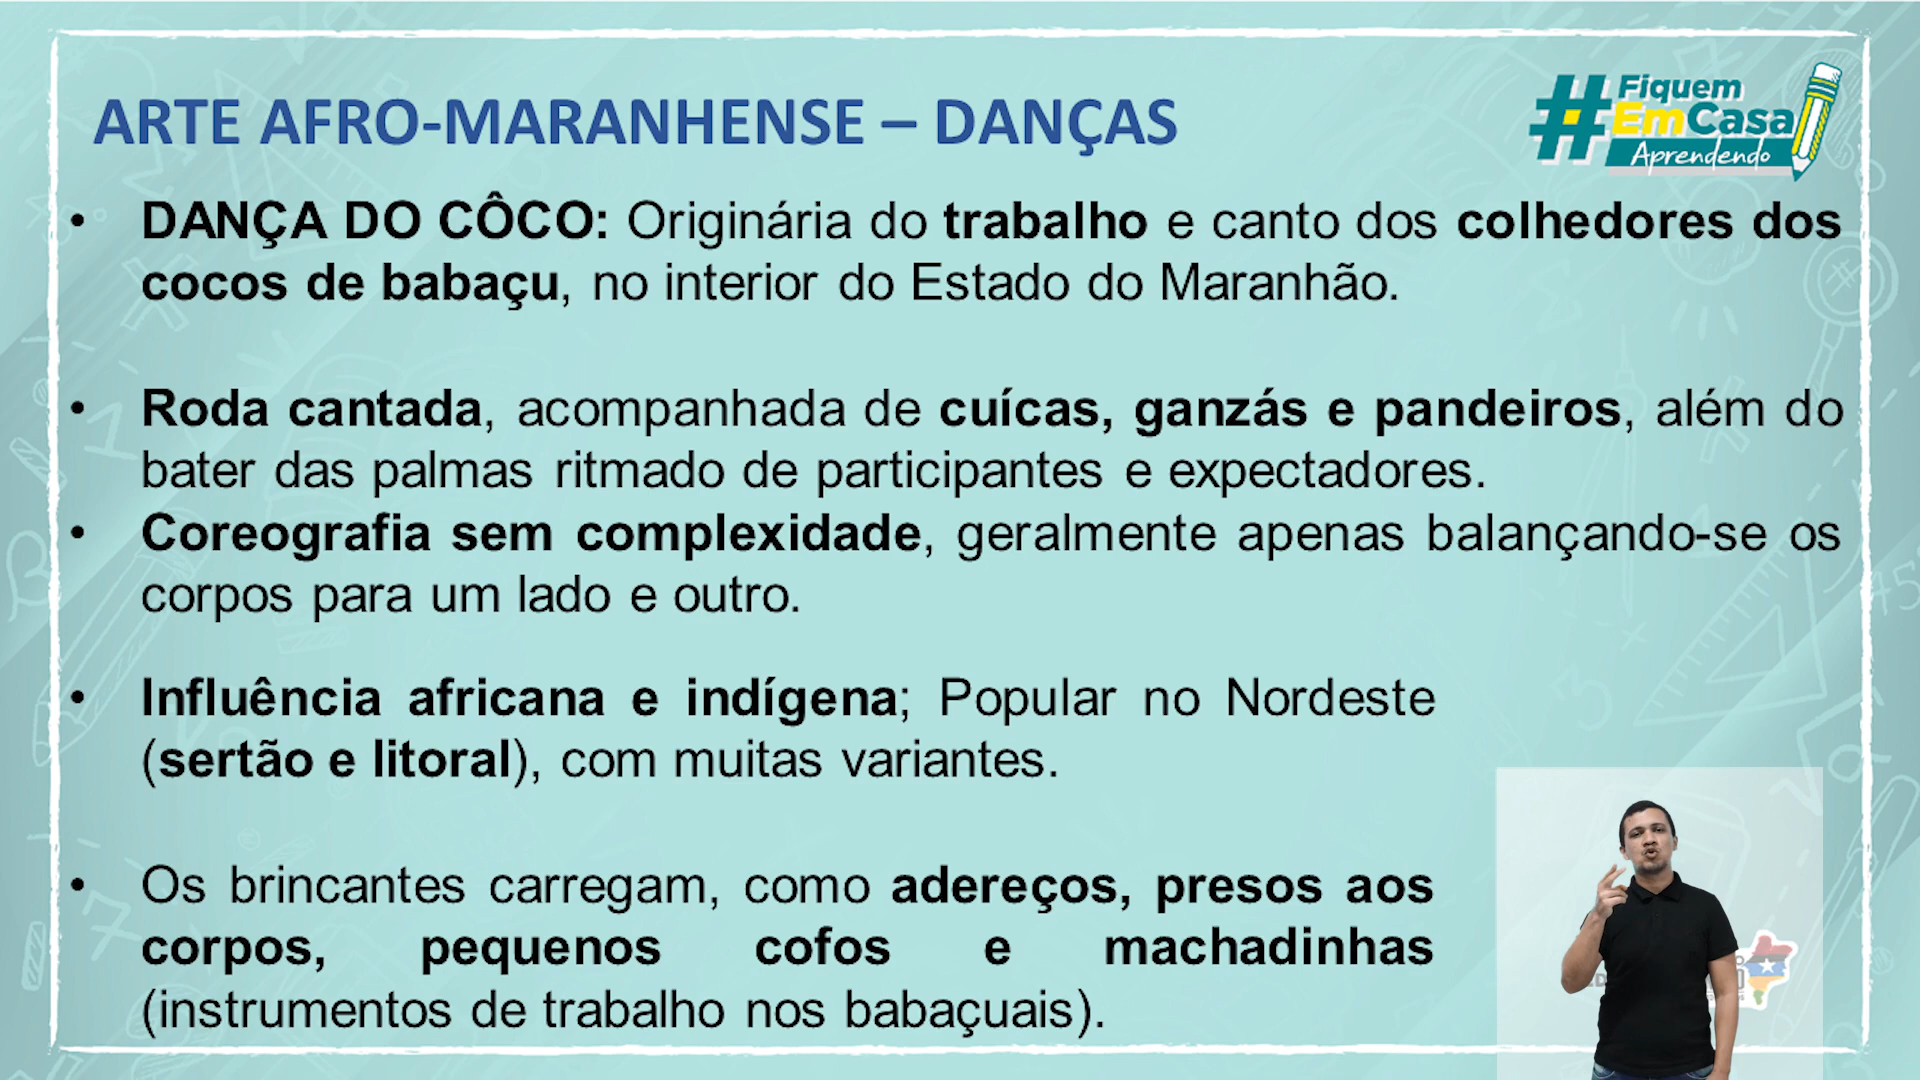 ARTE AFRO-MARANHENSE – DANÇAS
#Fiquem
EmCasa
Aprendendo
• DANÇA DO CÔCO: Originária do trabalho e canto dos colhedores dos
cocos de babaçu, no interior do Estado do Maranhão.
• Roda cantada, acompanhada de cuícas, ganzás e pandeiros, além do
bater das palmas ritmado de participantes e expectadores.
• Coreografia sem complexidade, geralmente apenas balançando-se os
corpos para um lado e outro.
• Influência africana e indígena; Popular no Nordeste
(sertão e litoral), com muitas variantes.
• Os brincantes carregam, como adereços, presos aos
corpos, pequenos cofos e machadinhas
(instrumentos de trabalho nos babaçuais).